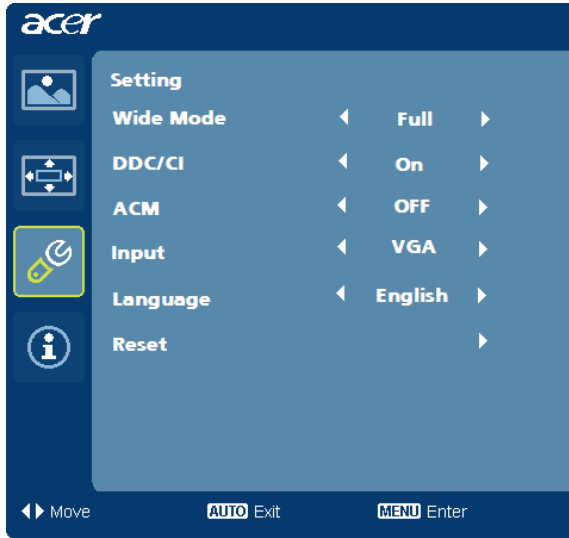 acer
Setting
Wide Mode Full
DDC/CI On
ACM OFF
Input VGA
Language English
Reset
Move AUTO Exit MENU Enter